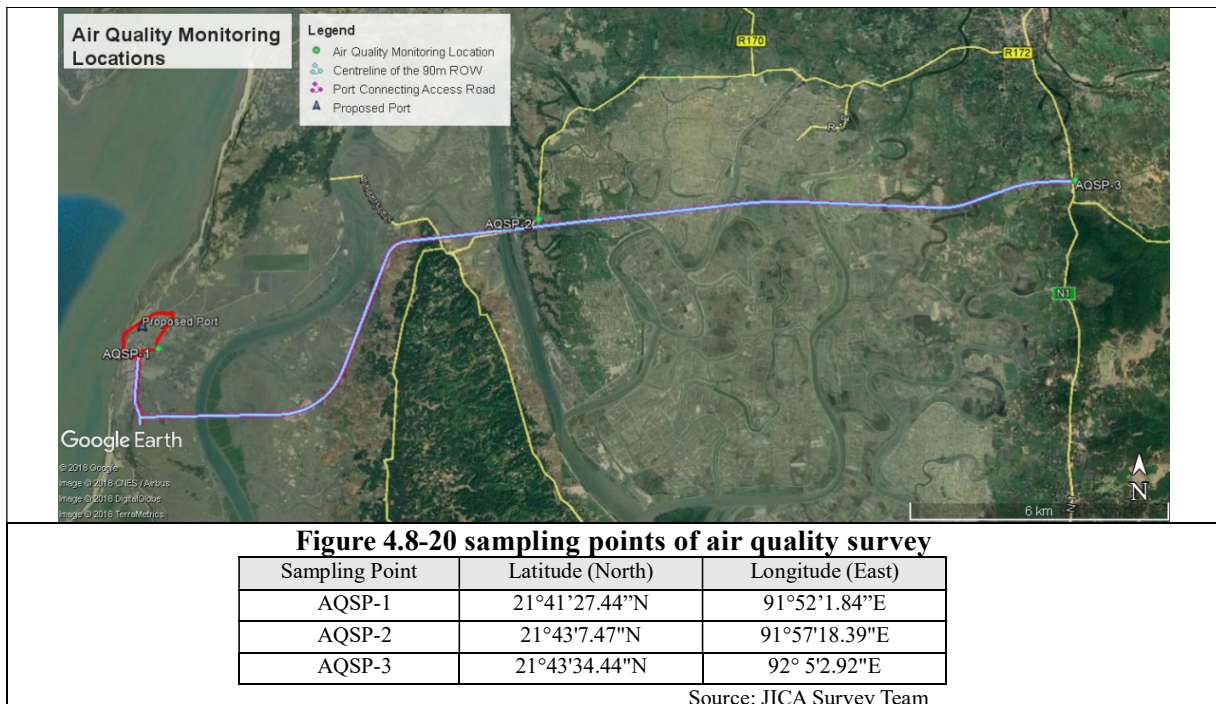 Air Quality Monitoring
Locations
Legend
Air Quality Monitoring Location
Centreline of the 90m ROW
Port Connecting Access Road
Proposed Port
R170
R172
AQSP-3
AQSP-2
N1
Proposed Port
AQSP-1
Google Earth
© 2018 Google
Image © 2018 CNES / Airbus
Image © 2018 DigitalGlobe
Image © 2018 TerraMetrics
N
6 km
N1
Figure 4.8-20 sampling points of air quality survey
Sampling Point Latitude (North) Longitude (East)
AQSP-1 21°41’27.44”N 91°52’1.84”E
AQSP-2 21°43'7.47"N 91°57'18.39"E
AQSP-3 21°43'34.44"N 92° 5'2.92"E
Source: JICA Survey Team